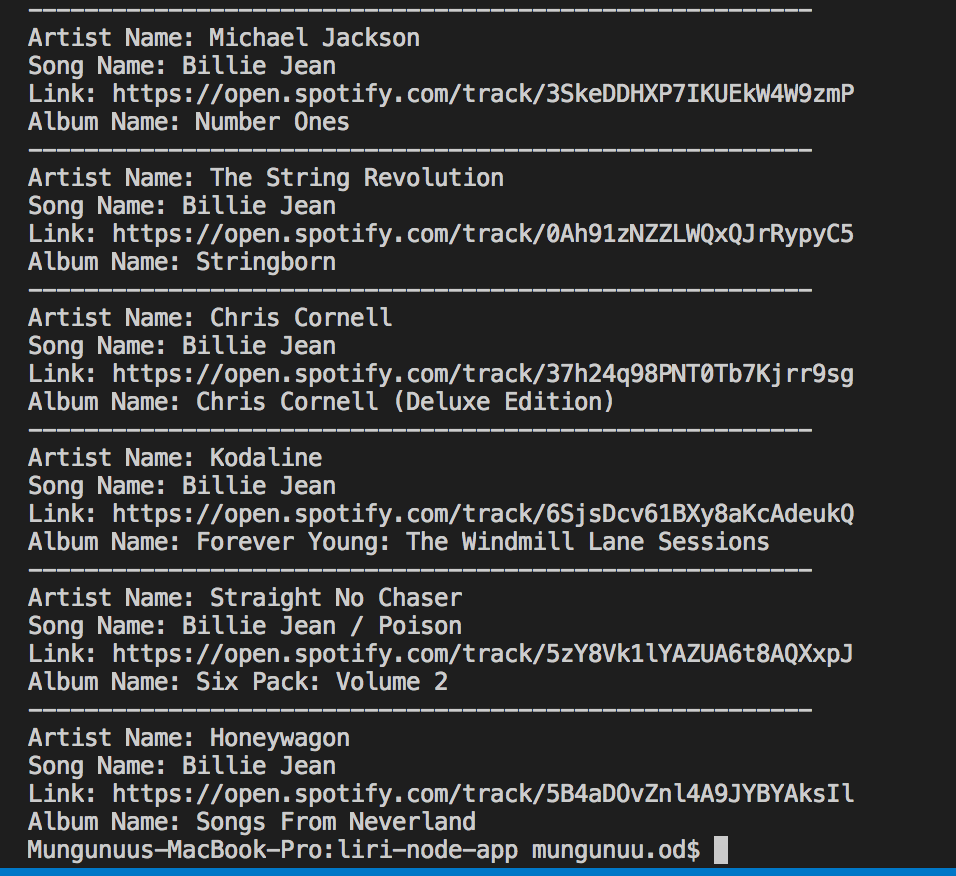 ------------------------------------------------------------
Artist Name: Michael Jackson
Song Name: Billie Jean
Link: https://open.spotify.com/track/3SkeDDHXP7IKUEkW4W9zmP
Album Name: Number Ones
------------------------------------------------------------
Artist Name: The String Revolution
Song Name: Billie Jean
Link: https://open.spotify.com/track/0Ah91zNZZLWQxQJrRypyC5
Album Name: Stringborn
------------------------------------------------------------
Artist Name: Chris Cornell
Song Name: Billie Jean
Link: https://open.spotify.com/track/37h24q98PNT0Tb7Kjrr9sg
Album Name: Chris Cornell (Deluxe Edition)
------------------------------------------------------------
Artist Name: Kodaline
Song Name: Billie Jean
Link: https://open.spotify.com/track/6SjsDcv61BXy8aKcAdeukQ
Album Name: Forever Young: The Windmill Lane Sessions
------------------------------------------------------------
Artist Name: Straight No Chaser
Song Name: Billie Jean / Poison
Link: https://open.spotify.com/track/5zY8Vk1lYAZUA6t8AQXxpJ
Album Name: Six Pack: Volume 2
------------------------------------------------------------
Artist Name: Honeywagon
Song Name: Billie Jean
Link: https://open.spotify.com/track/5B4aDOvZnl4A9JYBYAksIl
Album Name: Songs From Neverland
Mungunuus-MacBook-Pro:liri-node-app mungunuu.od$